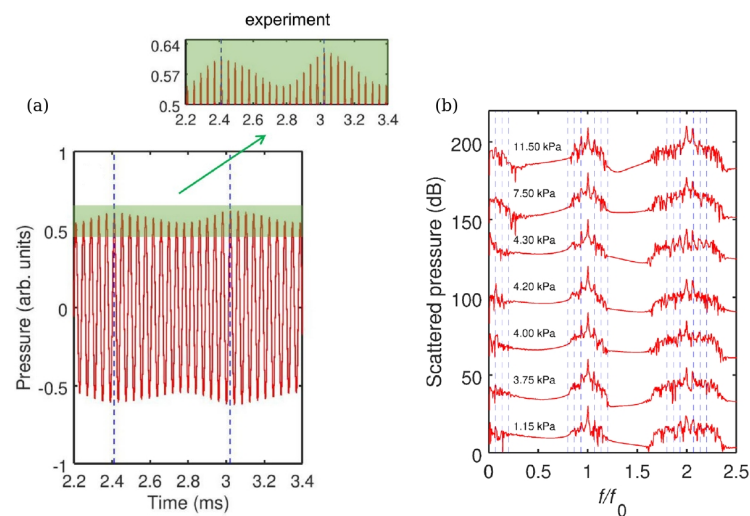 experiment
0.64
0.57
0.5
2.2 2.4 2.6 2.8 3 3.2 3.4
(a)
1
0.5
0
-0.5
-1
2.2 2.4 2.6 2.8 3 3.2 3.4
Pressure (arb. units)
Time (ms)
(b)
200
150
100
50
0
0 0.5 1.0 1.5 2.0 2.5
Scattered pressure (dB)
f/f0
11.50 kPa
7.50 kPa
4.30 kPa
4.20 kPa
4.00 kPa
3.75 kPa
1.15 kPa